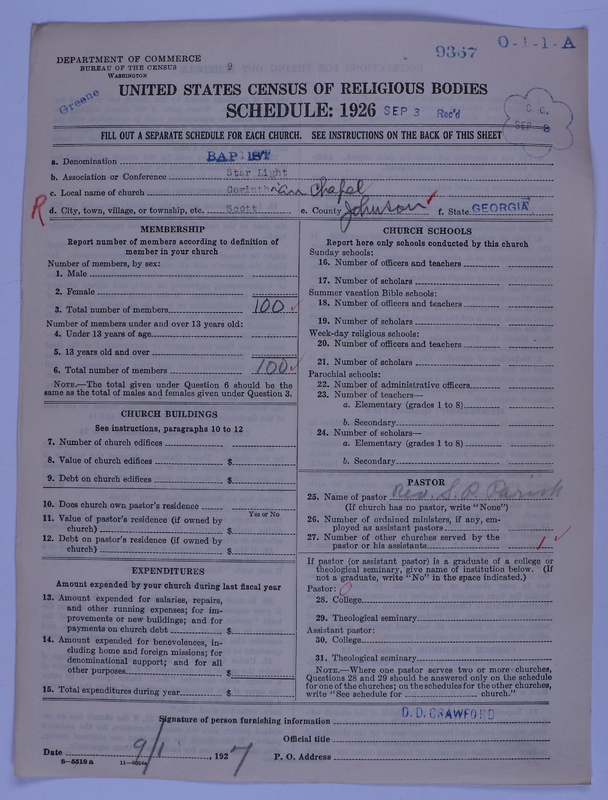 9357 O-1-1-A
DEPARTMENT OF COMMERCE
BUREAU OF THE CENSUS 9
WASHINGTON
Greene
UNITED STATES CENSUS OF RELIGIOUS BODIES
SCHEDULE: 1926 SEP 3 Rec'd
C. C.
SEP 8
FILL OUT A SEPARATE SCHEDULE FOR EACH CHURCH. SEE INSTRUCTIONS ON THE BACK OF THIS SHEET
a. Denomination BAPTIST
b. Association or Conference Star Light
c. Local name of church Corinthian Chapel
R d. City, town, village, or township, etc. Scott e. County Johnson f. State GEORGIA
MEMBERSHIP
Report number of members according to definition of
member in your church
Number of members, by sex:
1. Male
2. Female
3. Total number of members 100
Number of members under and over 13 years old:
4. Under 13 years of age
5. 13 years old and over
6. Total number of members 100
NOTE.—The total given under Question 6 should be
same as the total of males and females given under Question 3.
CHURCH BUILDINGS
See instructions, paragraphs 10 to 12
7. Number of church edifices
8. Value of church edifices $
9. Debt on church edifices $
10. Does church own pastor's residence
Yes or No
11. Value of pastor's residence (if owned by
church) $
12. Debt on pastor's residence (if owned by
church) $
EXPENDITURES
Amount expended by your church during last fiscal year
13. Amount expended for salaries, repairs,
and other running expenses; for im-
provements or new buildings; and for
payments on church debt $
14. Amount expended for benevolences, in-
cluding home and foreign missions; for
denominational support; and for all
other purposes $
15. Total expenditures during year $
CHURCH SCHOOLS
Report here only schools conducted by this church
Sunday schools:
16. Number of officers and teachers
17. Number of scholars
Summer vacation Bible schools:
18. Number of officers and teachers
19. Number of scholars
Week-day religious schools:
20. Number of officers and teachers
21. Number of scholars
Parochial schools:
22. Number of administrative officers
23. Number of teachers—
a. Elementary (grades 1 to 8)
b. Secondary
24. Number of scholars—
a. Elementary (grades 1 to 8)
b. Secondary
PASTOR
25. Name of pastor Rev. S. P. Parish
(If church has no pastor, write "None")
26. Number of ordained ministers, if any, em-
ployed as assistant pastors
27. Number of other churches served by the
pastor or his assistants 1
If pastor (or assistant pastor) is a graduate of a college or
theological seminary, give name of institution below. (If
not a graduate, write "No" in the space indicated.)
Pastor: 0
28. College
29. Theological seminary
Assistant pastor:
30. College
31. Theological seminary
NOTE.—Where one pastor serves two or more churches,
Questions 28 and 29 should be answered only on the schedule
for one of the churches; on the schedules for the other churches,
write "See schedule for church."
Signature of person furnishing information D. D. CRAWFORD
Official title
Date 9/1, 1927 P. O. Address
8-5518a